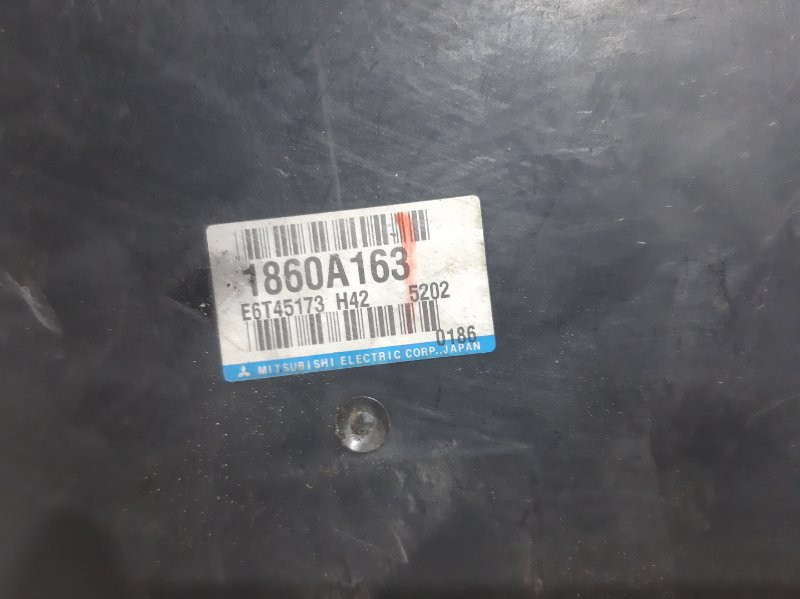 1860A163
E6T45173 H42 5202
0186
MITSUBISHI ELECTRIC CORP., JAPAN